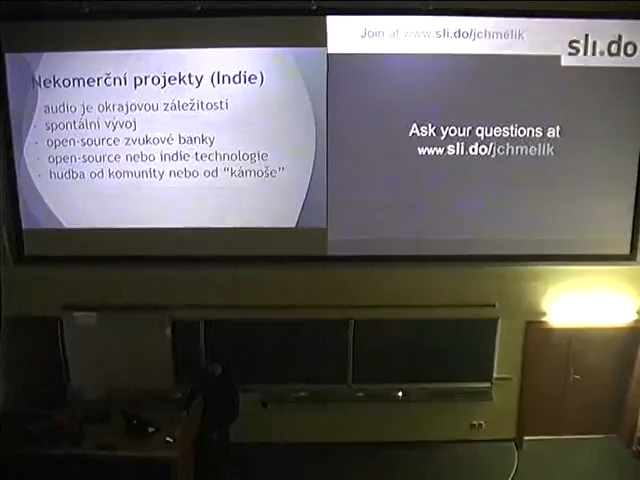 Nekomerční projekty (Indie)
audio je okrajovou záležitostí
- spontální vývoj
- open-source zvukové banky
- open-source nebo indie technologie
- hudba od komunity nebo od “kámoše”
Join at www.sli.do/jchmelik
sli.do
Ask your questions at
www.sli.do/jchmelik